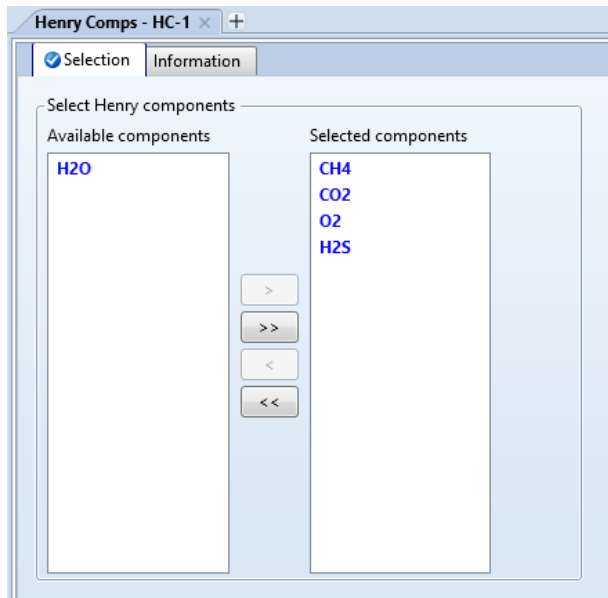 Henry Comps - HC-1 × +
Selection Information
Select Henry components
Available components Selected components
H2O CH4
CO2
O2
H2S
>
>>
<
<<